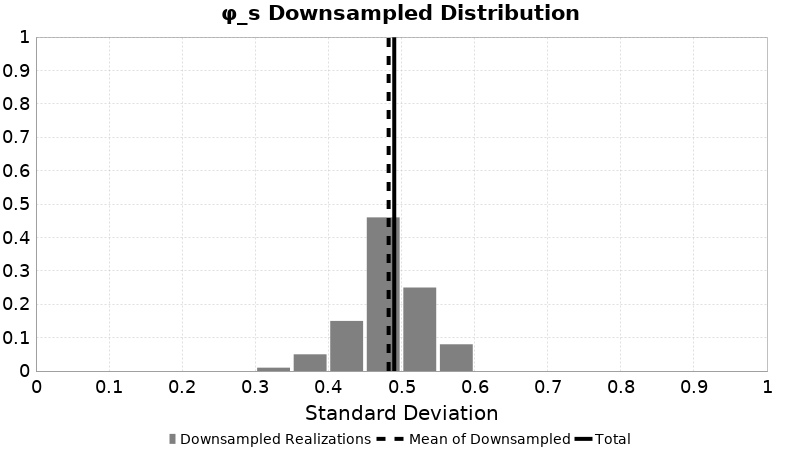 φ_s Downsampled Distribution
1
0.9
0.8
0.7
0.6
0.5
0.4
0.3
0.2
0.1
0
0 0.1 0.2 0.3 0.4 0.5 0.6 0.7 0.8 0.9 1
Standard Deviation
Downsampled Realizations Mean of Downsampled Total